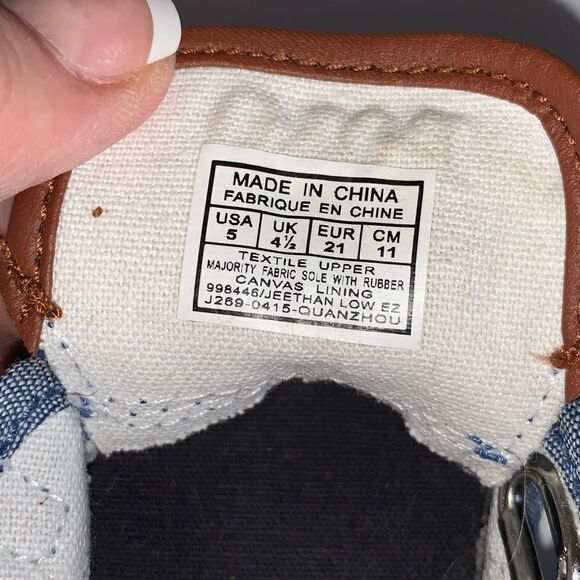 MADE IN CHINA
FABRIQUE EN CHINE
USA UK EUR CM
5 4½ 21 11
TEXTILE UPPER
MAJORITY FABRIC SOLE WITH RUBBER
CANVAS LINING
998446/JEETHAN LOW EZ
J269-0415-QUANZHOU